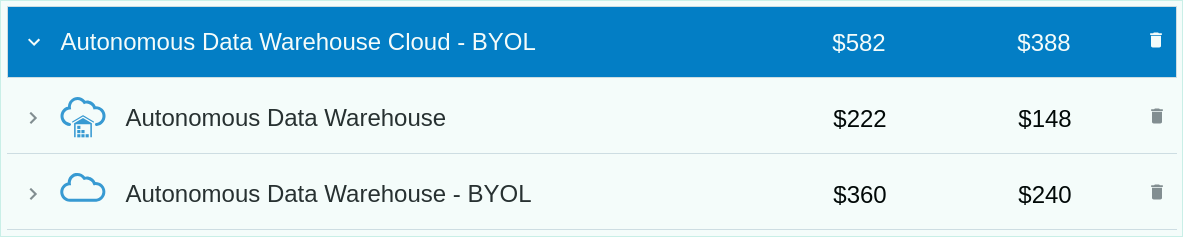 Autonomous Data Warehouse Cloud - BYOL $582 $388
Autonomous Data Warehouse $222 $148
Autonomous Data Warehouse - BYOL $360 $240